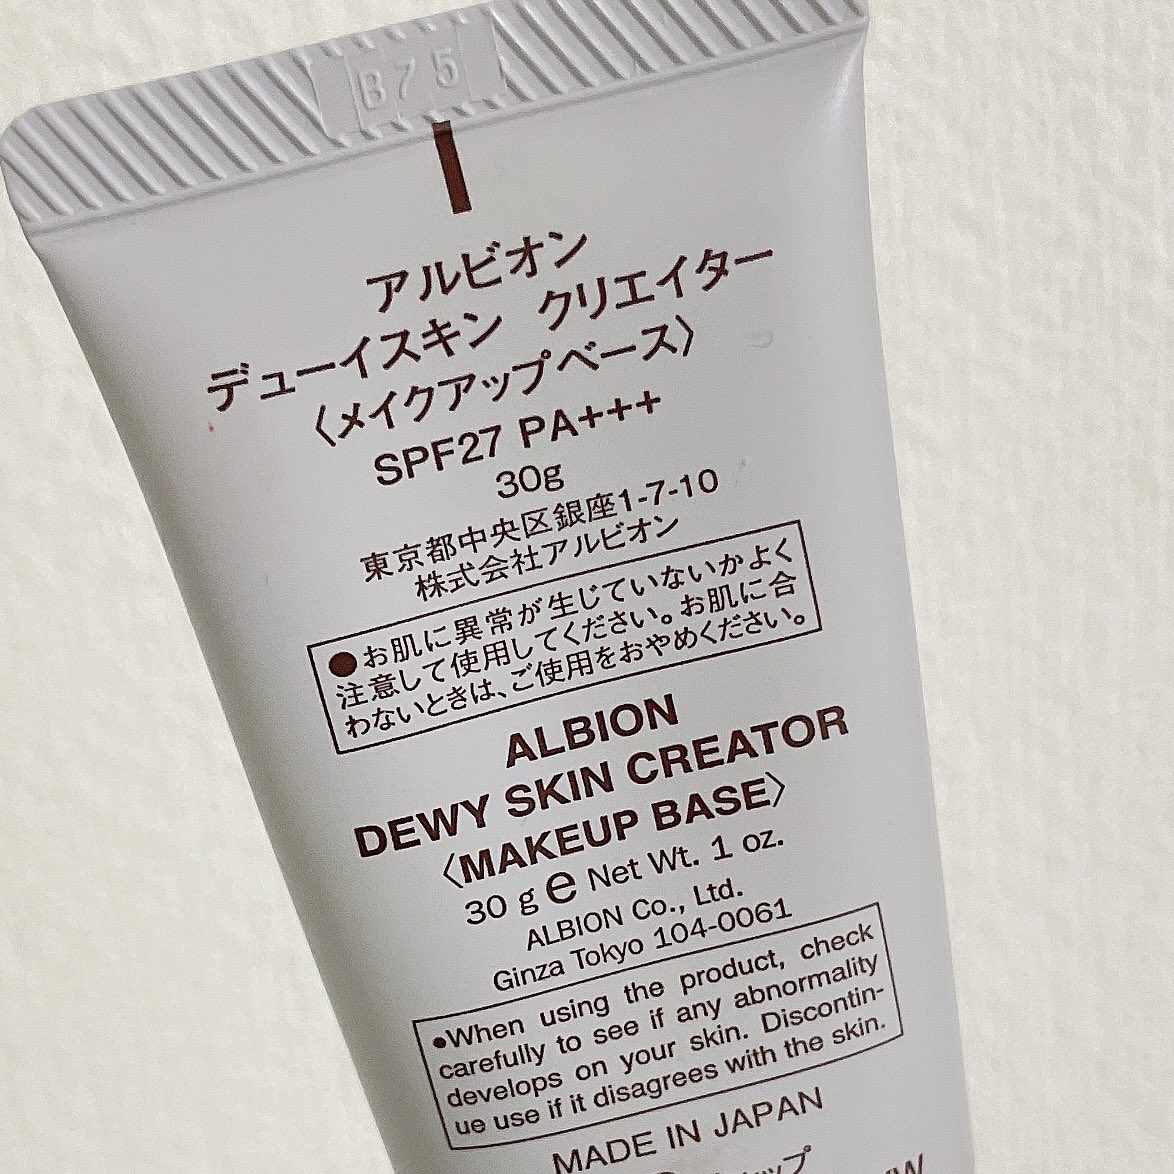 B75
アルビオン
デューイスキン クリエイター
〈メイクアップベース〉
SPF27 PA+++
30g
東京都中央区銀座1-7-10
株式会社アルビオン
●お肌に異常が生じていないかよく
注意して使用してください。お肌に合
わないときは、ご使用をおやめください。
ALBION
DEWY SKIN CREATOR
〈MAKEUP BASE〉
30 g e Net Wt. 1 oz.
ALBION Co., Ltd.
Ginza Tokyo 104-0061
•When using the product, check
carefully to see if any abnormality
develops on your skin. Discontin-
ue use if it disagrees with the skin.
MADE IN JAPAN